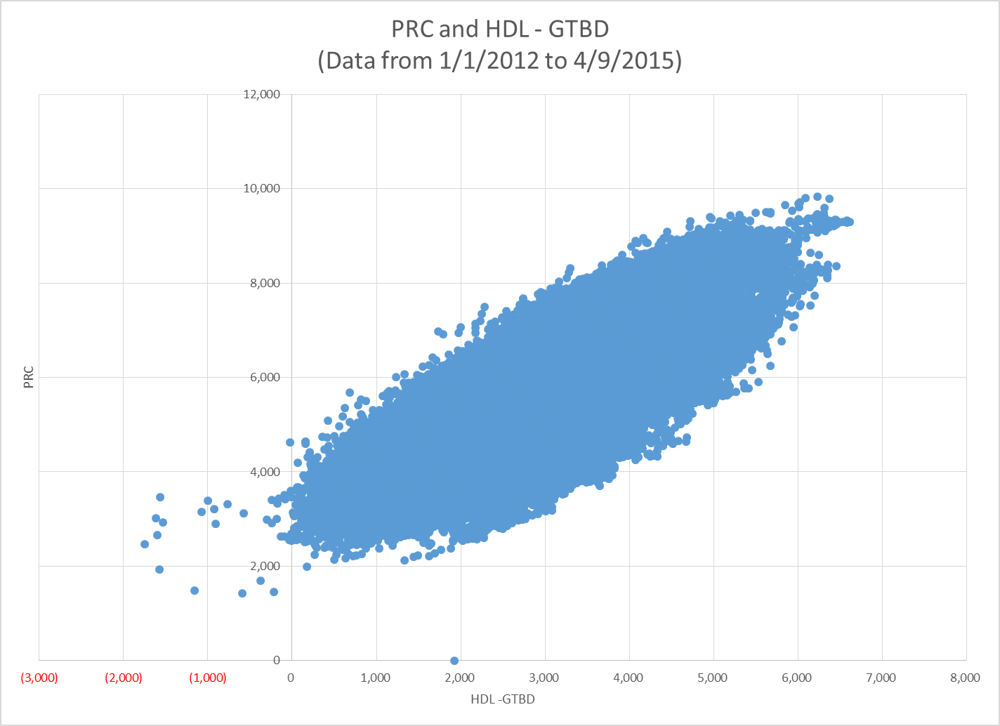 PRC and HDL - GTBD
(Data from 1/1/2012 to 4/9/2015)
12,000
10,000
8,000
6,000
4,000
2,000
0
PRC
(3,000) (2,000) (1,000) 0 1,000 2,000 3,000 4,000 5,000 6,000 7,000 8,000
HDL -GTBD